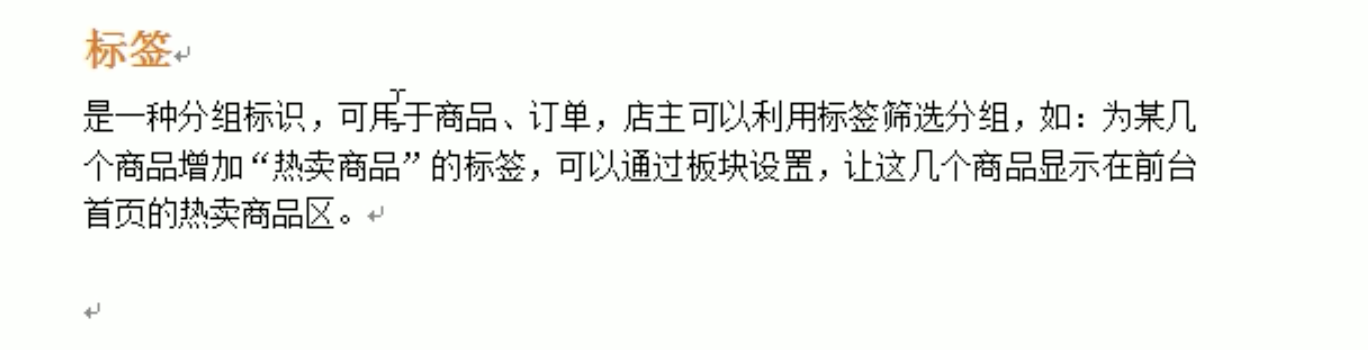 标签
是一种分组标识，可用于商品、订单，店主可以利用标签筛选分组，如：为某几
个商品增加“热卖商品”的标签，可以通过板块设置，让这几个商品显示在前台
首页的热卖商品区。